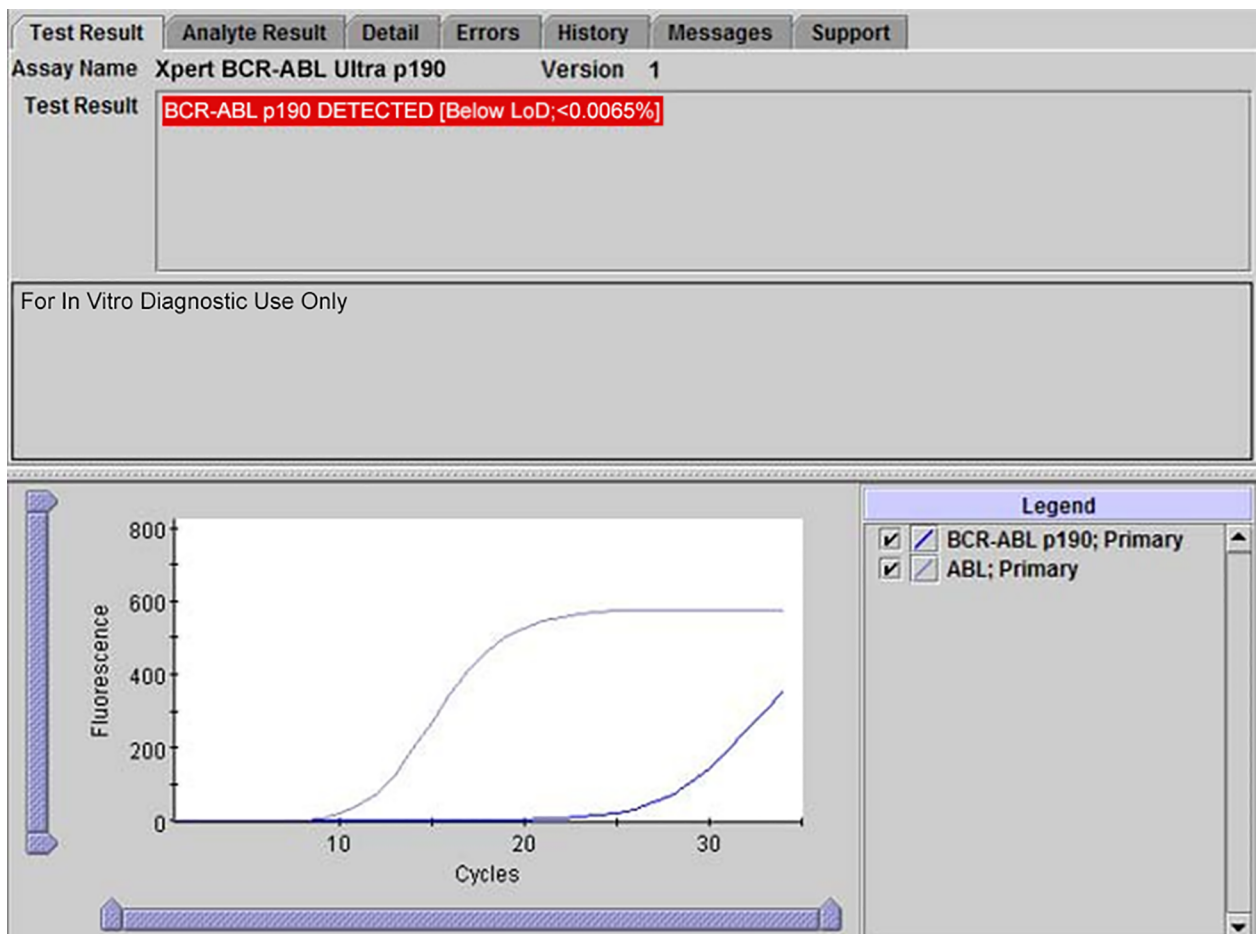 Test Result Analyte Result Detail Errors History Messages Support
Assay Name Xpert BCR-ABL Ultra p190 Version 1
Test Result BCR-ABL p190 DETECTED [Below LoD;<0.0065%]
For In Vitro Diagnostic Use Only
Legend
BCR-ABL p190; Primary
ABL; Primary
800
600
400
200
0
Fluorescence
10 20 30
Cycles